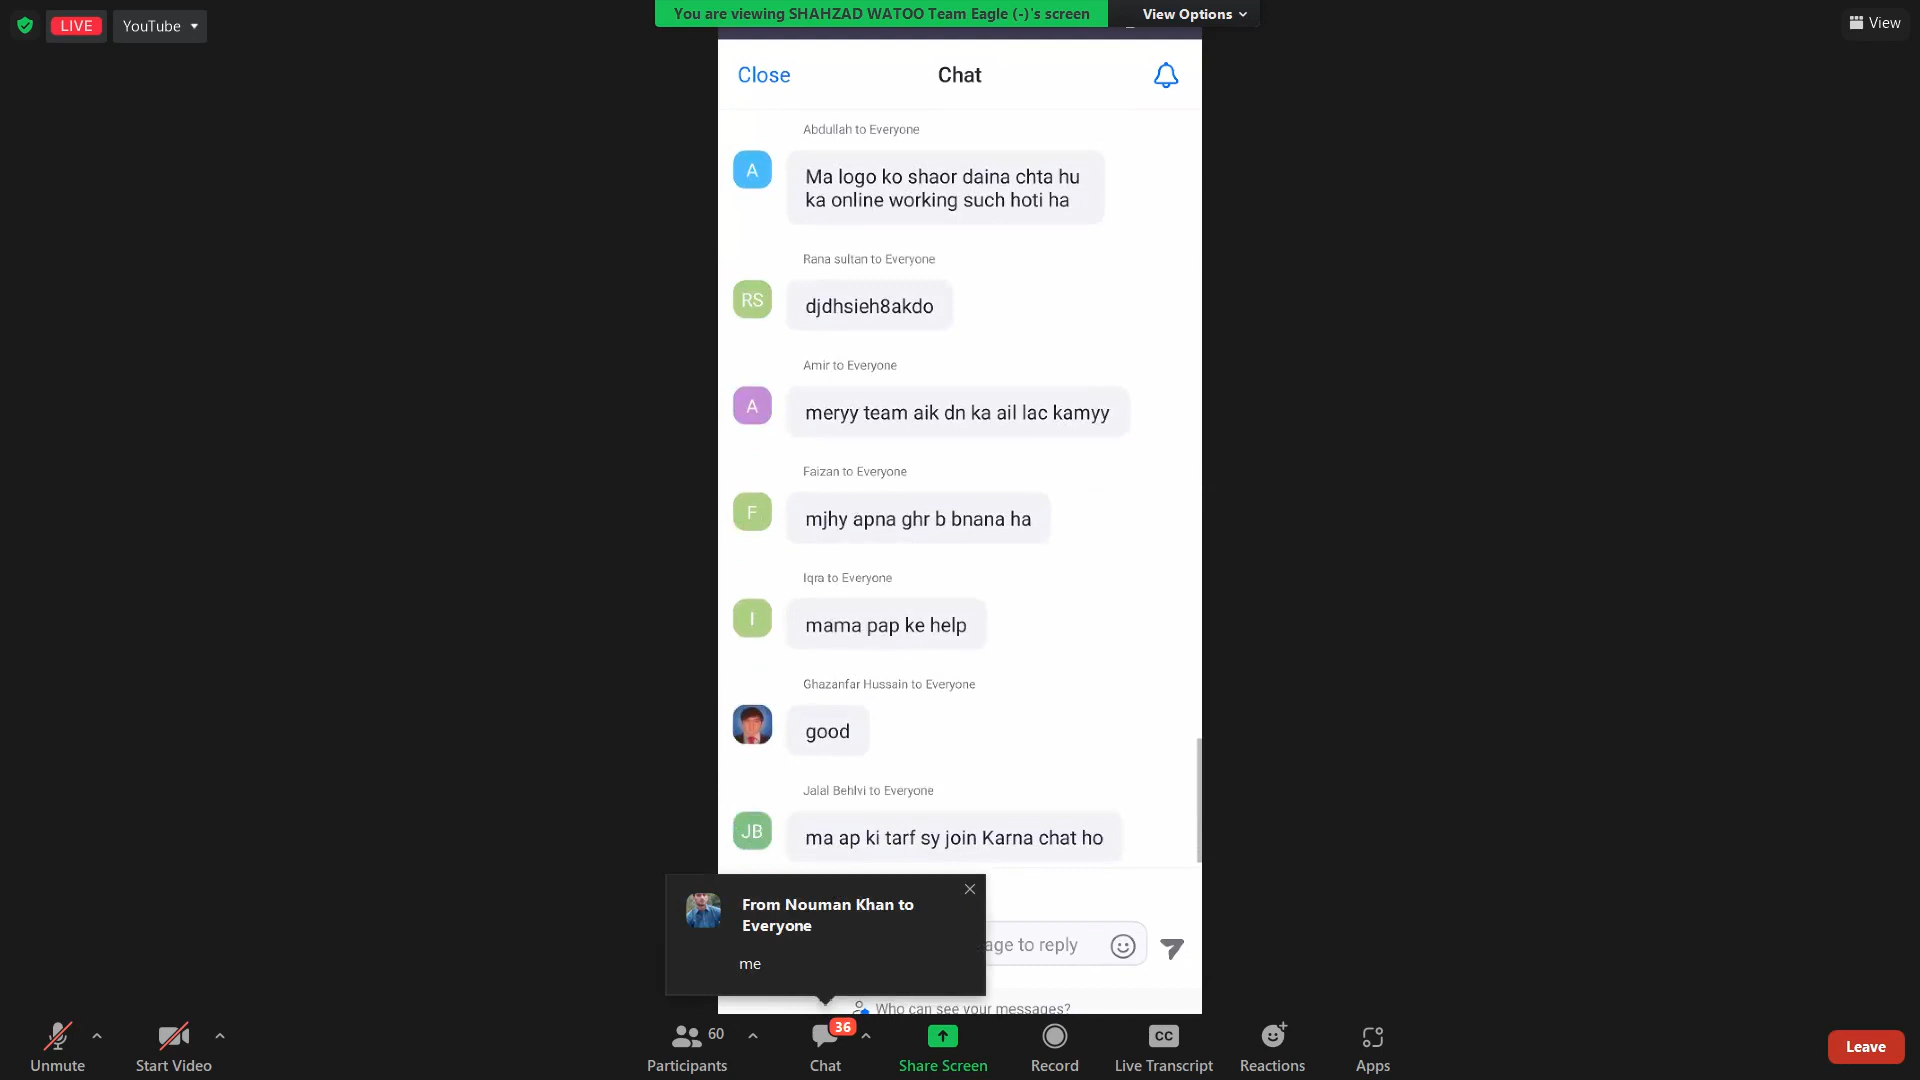 LIVE
YouTube
You are viewing SHAHZAD WATOO Team Eagle (-)'s screen
View Options
View
Close
Chat
Abdullah to Everyone
A
Ma logo ko shaor daina chta hu
ka online working such hoti ha
Rana sultan to Everyone
RS
djdhsieh8akdo
Amir to Everyone
A
meryy team aik dn ka ail lac kamyy
Faizan to Everyone
F
mjhy apna ghr b bnana ha
Iqra to Everyone
I
mama pap ke help
Ghazanfar Hussain to Everyone
good
Jalal Behlvi to Everyone
JB
ma ap ki tarf sy join Karna chat ho
From Nouman Khan to
Everyone
me
age to reply
Who can see your messages?
Unmute
Start Video
60
Participants
36
Chat
Share Screen
Record
CC
Live Transcript
Reactions
Apps
Leave